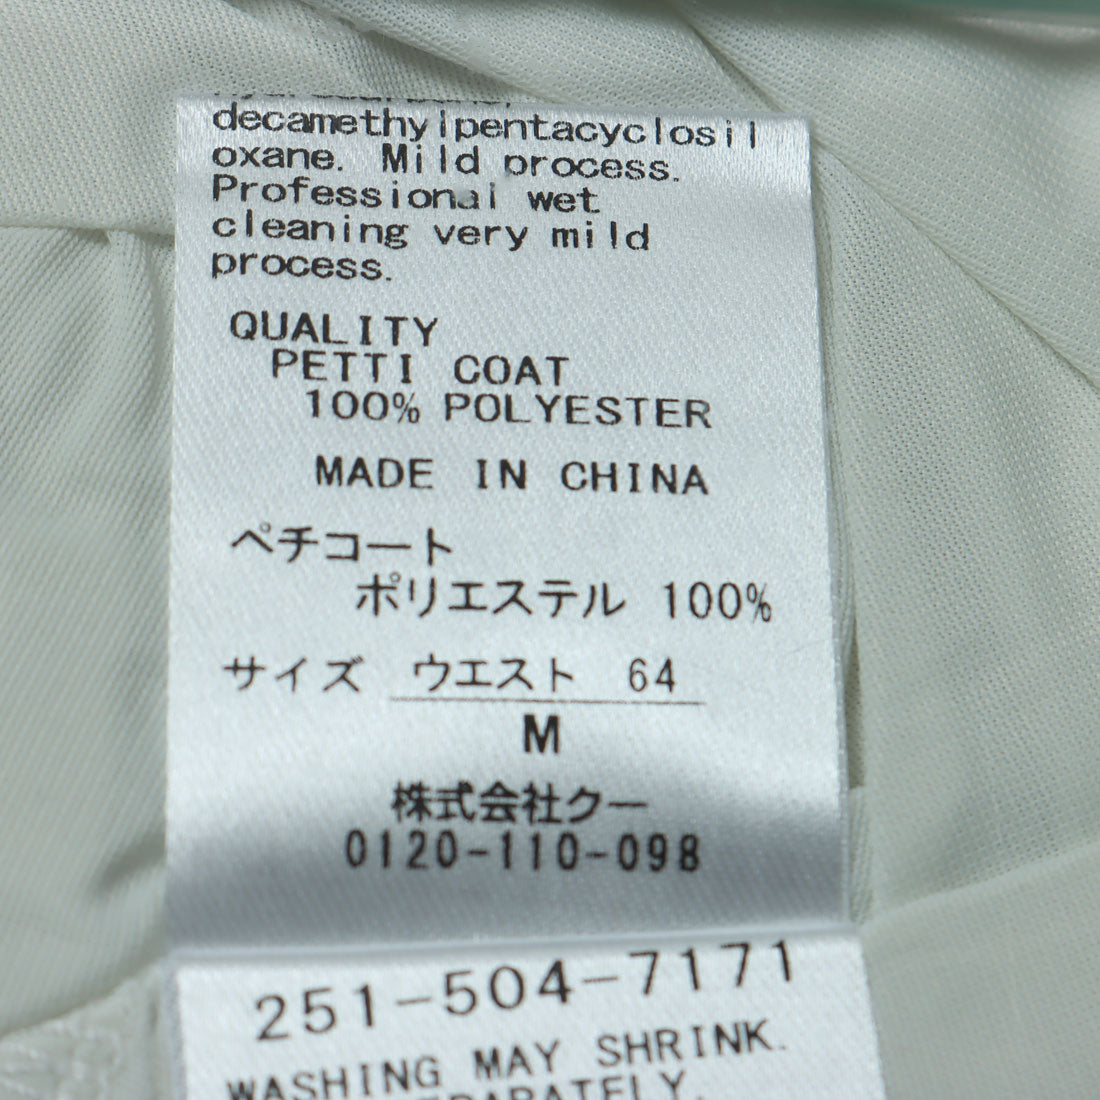 decamethylpentacyclosil
oxane. Mild process.
Professional wet
cleaning very mild
process.
QUALITY
PETTI COAT
100% POLYESTER
MADE IN CHINA
ペチコート
ポリエステル 100%
サイズ ウエスト 64
M
株式会社クー
0120-110-098
251-504-7171
WASHING MAY SHRINK.